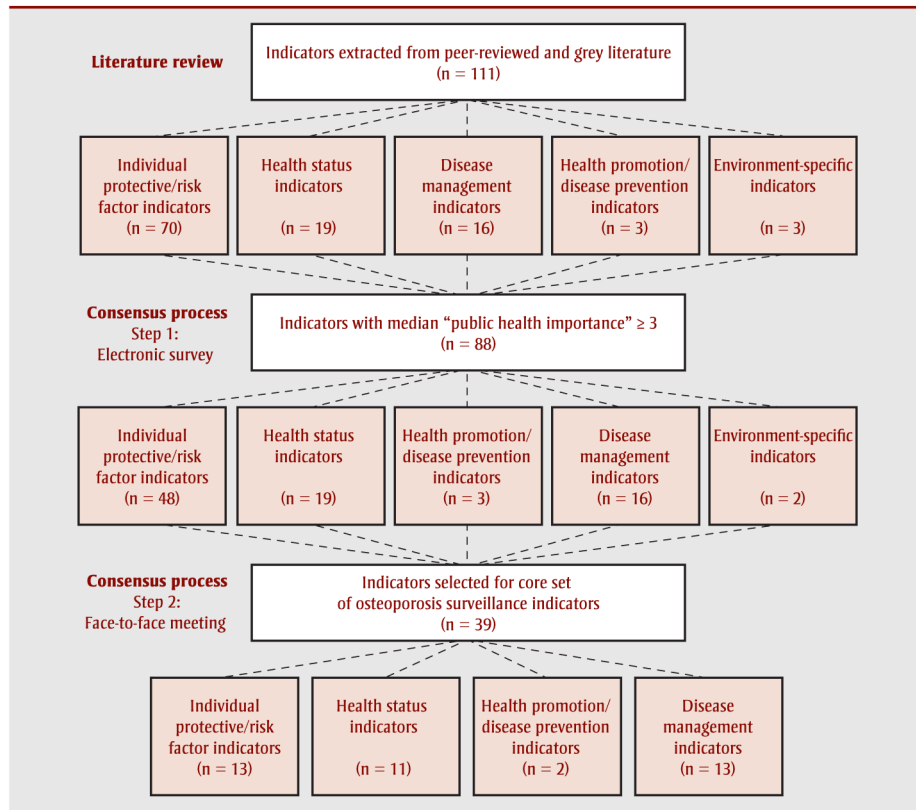 Literature review
Indicators extracted from peer-reviewed and grey literature
(n = 111)
Individual
protective/risk
factor indicators
(n = 70)
Health status
indicators
(n = 19)
Disease
management
indicators
(n = 16)
Health promotion/
disease prevention
indicators
(n = 3)
Environment-specific
indicators
(n = 3)
Consensus process
Step 1:
Electronic survey
Indicators with median “public health importance” ≥ 3
(n = 88)
Individual
protective/risk
factor indicators
(n = 48)
Health status
indicators
(n = 19)
Health promotion/
disease prevention
indicators
(n = 3)
Disease
management
indicators
(n = 16)
Environment-specific
indicators
(n = 2)
Consensus process
Step 2:
Face-to-face meeting
Indicators selected for core set
of osteoporosis surveillance indicators
(n = 39)
Individual
protective/risk
factor indicators
(n = 13)
Health status
indicators
(n = 11)
Health promotion/
disease prevention
indicators
(n = 2)
Disease
management
indicators
(n = 13)